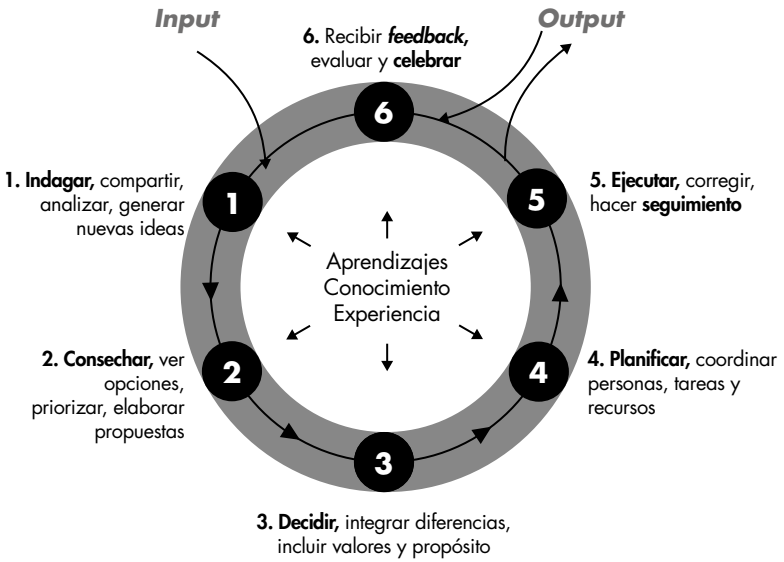 Input
Output
6. Recibir feedback,
evaluar y celebrar
6
1. Indagar, compartir,
analizar, generar
nuevas ideas
1
5
5. Ejecutar, corregir,
hacer seguimiento
Aprendizajes
Conocimiento
Experiencia
2. Consechar, ver
opciones,
priorizar, elaborar
propuestas
2
4
4. Planificar, coordinar
personas, tareas y
recursos
3
3. Decidir, integrar diferencias,
incluir valores y propósito